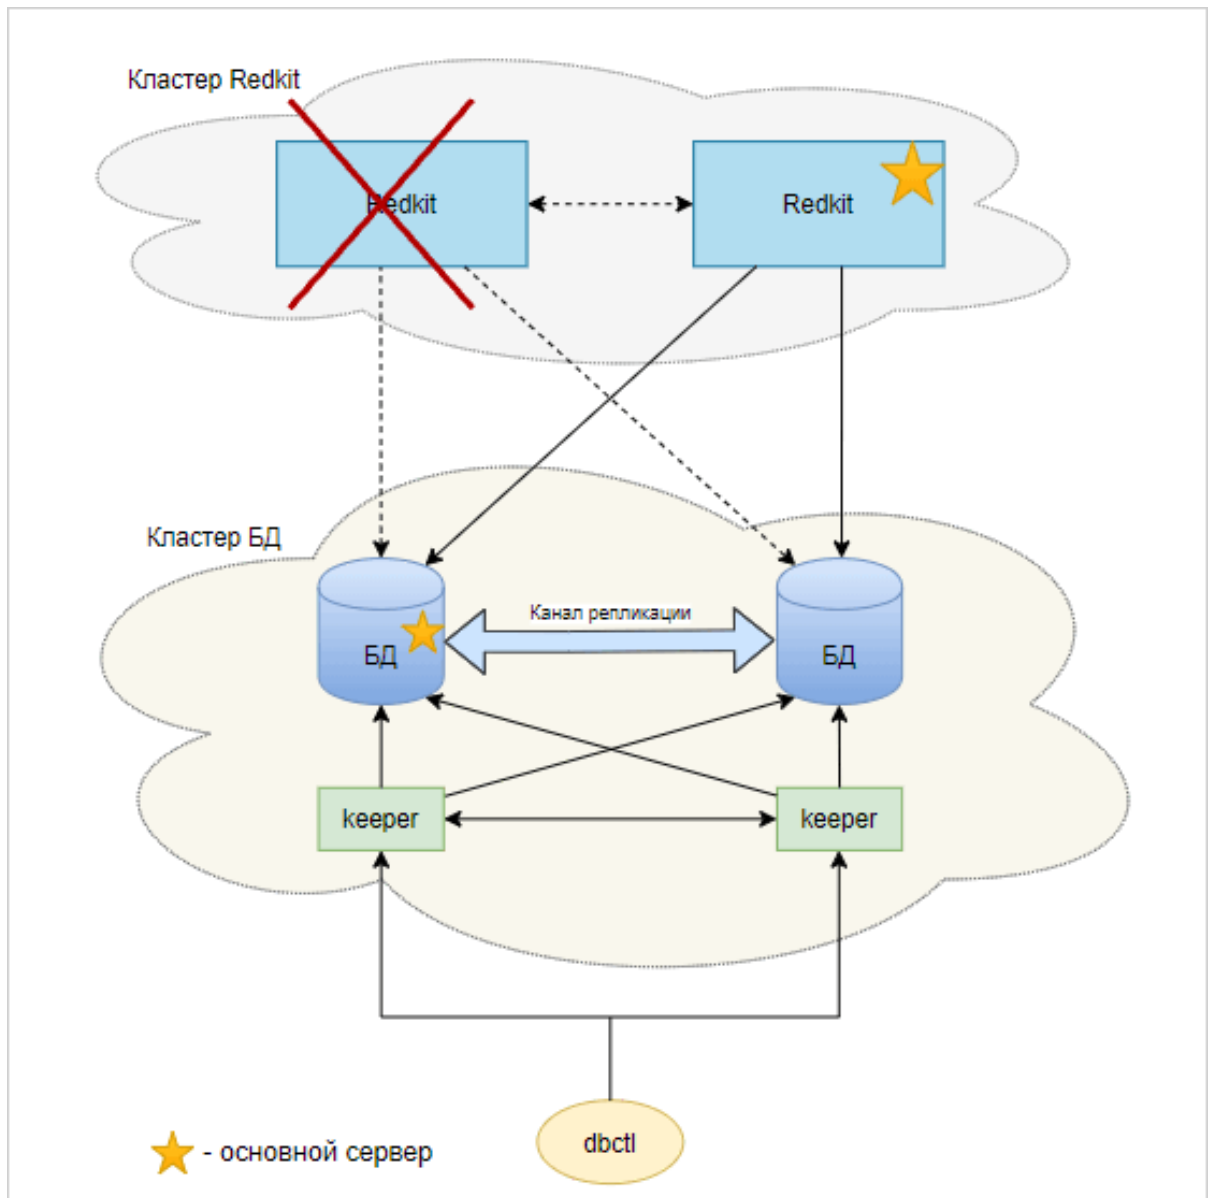 Кластер Redkit
Redkit
Redkit
Кластер БД
Канал репликации
БД
БД
keeper
keeper
dbctl
- основной сервер